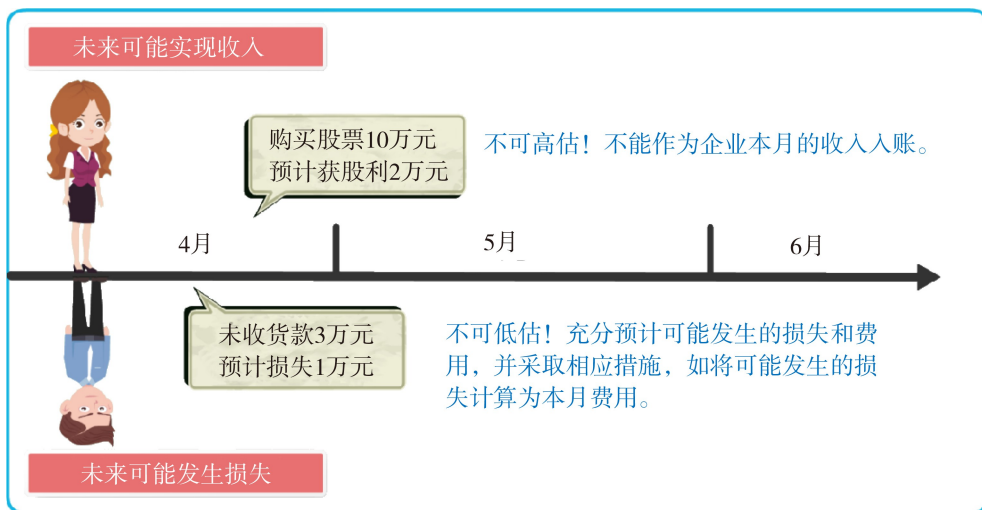 未来可能实现收入
购买股票10万元
预计获股利2万元
不可高估！不能作为企业本月的收入入账。
4月
5月
6月
未收货款3万元
预计损失1万元
不可低估！充分预计可能发生的损失和费
用，并采取相应措施，如将可能发生的损
失计算为本月费用。
未来可能发生损失